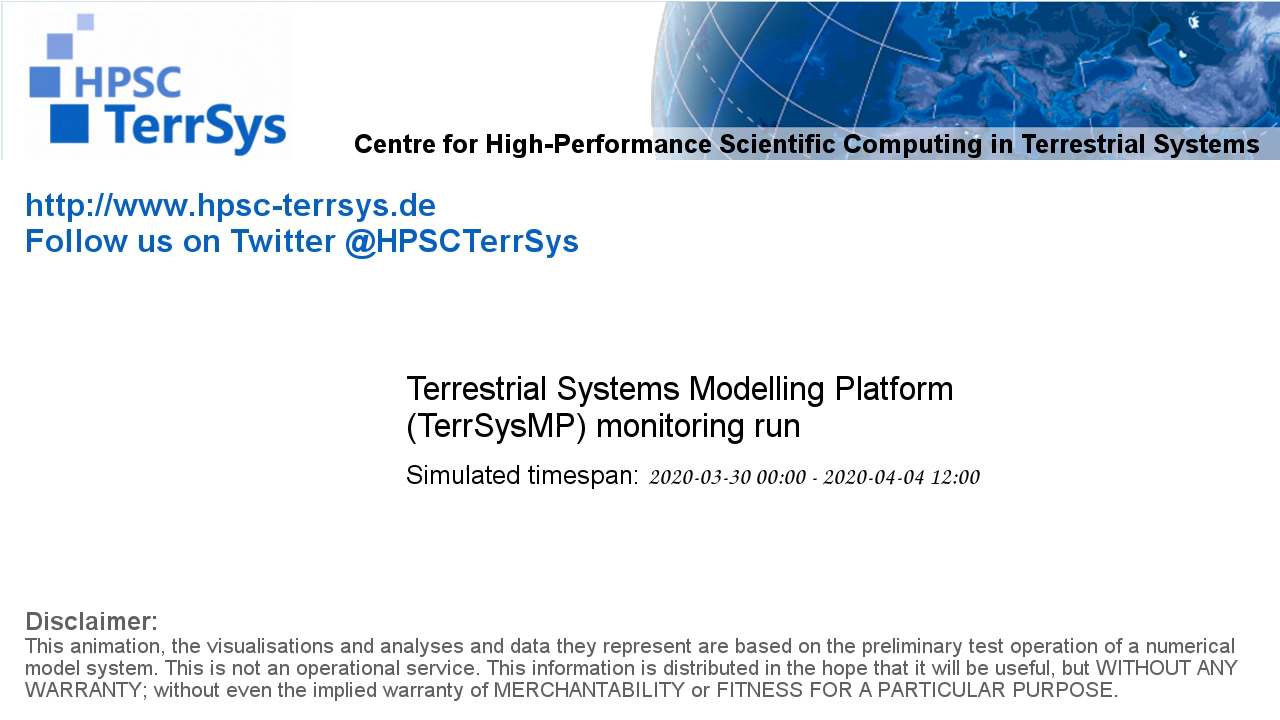 HPSC
TerrSys
Centre for High-Performance Scientific Computing in Terrestrial Systems
http://www.hpsc-terrsys.de
Follow us on Twitter @HPSCTerrSys
Terrestrial Systems Modelling Platform
(TerrSysMP) monitoring run
Simulated timespan: 2020-03-30 00:00 - 2020-04-04 12:00
Disclaimer:
This animation, the visualisations and analyses and data they represent are based on the preliminary test operation of a numerical
model system. This is not an operational service. This information is distributed in the hope that it will be useful, but WITHOUT ANY
WARRANTY; without even the implied warranty of MERCHANTABILITY or FITNESS FOR A PARTICULAR PURPOSE.